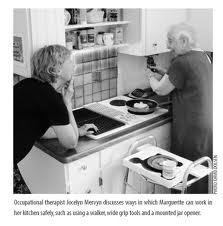 Occupational therapist Jocelyn Mervyn discusses ways in which Marguerite can work in
her kitchen safely, such as using a walker, wide grip tools and a mounted jar opener.